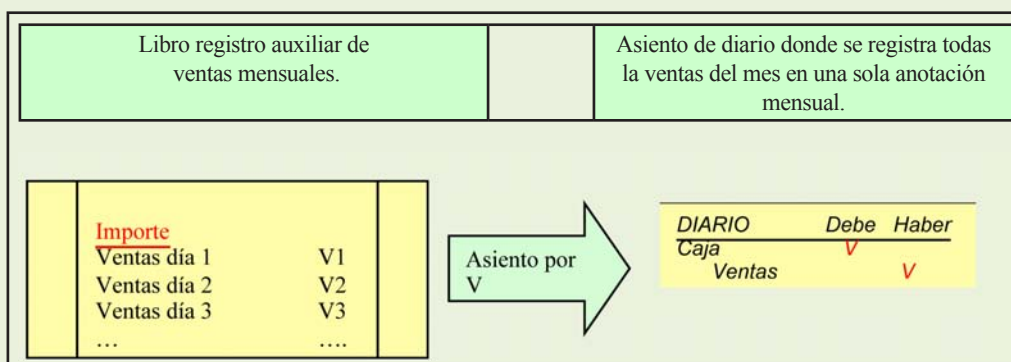 Libro registro auxiliar de
ventas mensuales.
Asiento de diario donde se registra todas
la ventas del mes en una sola anotación
mensual.
Importe
Ventas día 1 V1
Ventas día 2 V2
Ventas día 3 V3
… ….
Asiento por
V
DIARIO Debe Haber
Caja V
Ventas V